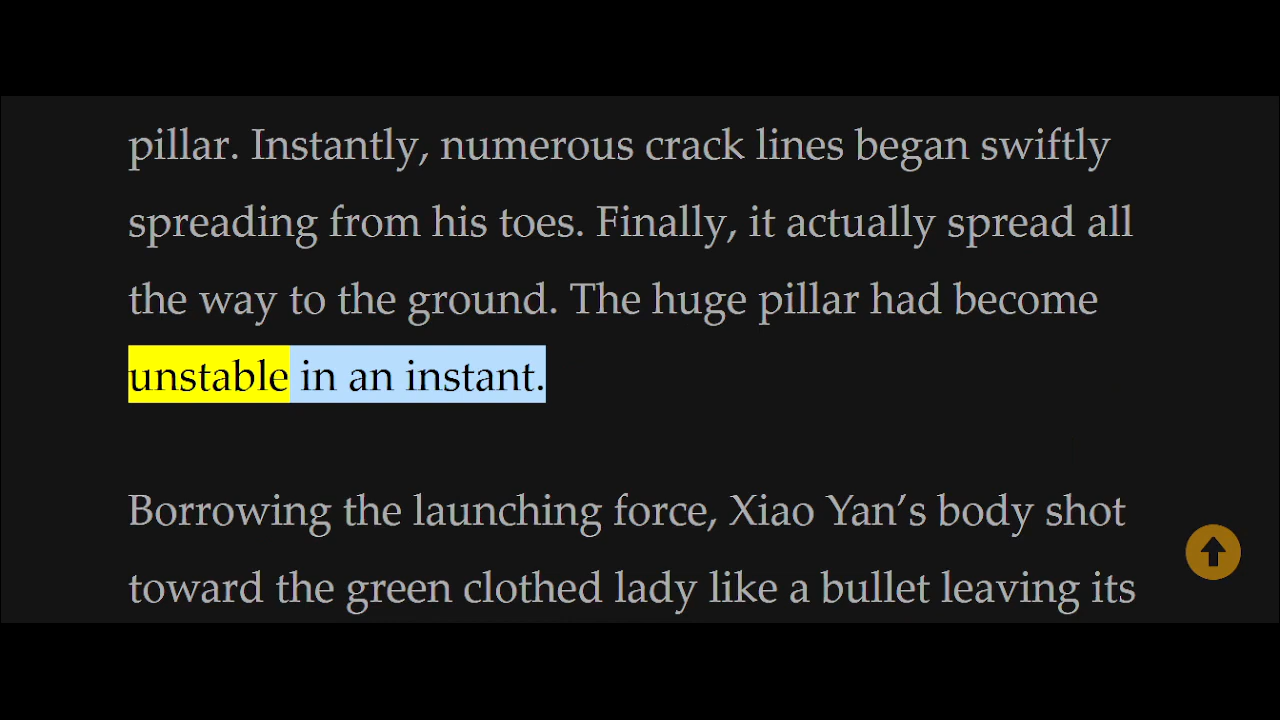 pillar. Instantly, numerous crack lines began swiftly
spreading from his toes. Finally, it actually spread all
the way to the ground. The huge pillar had become
unstable in an instant.
Borrowing the launching force, Xiao Yan’s body shot
toward the green clothed lady like a bullet leaving its